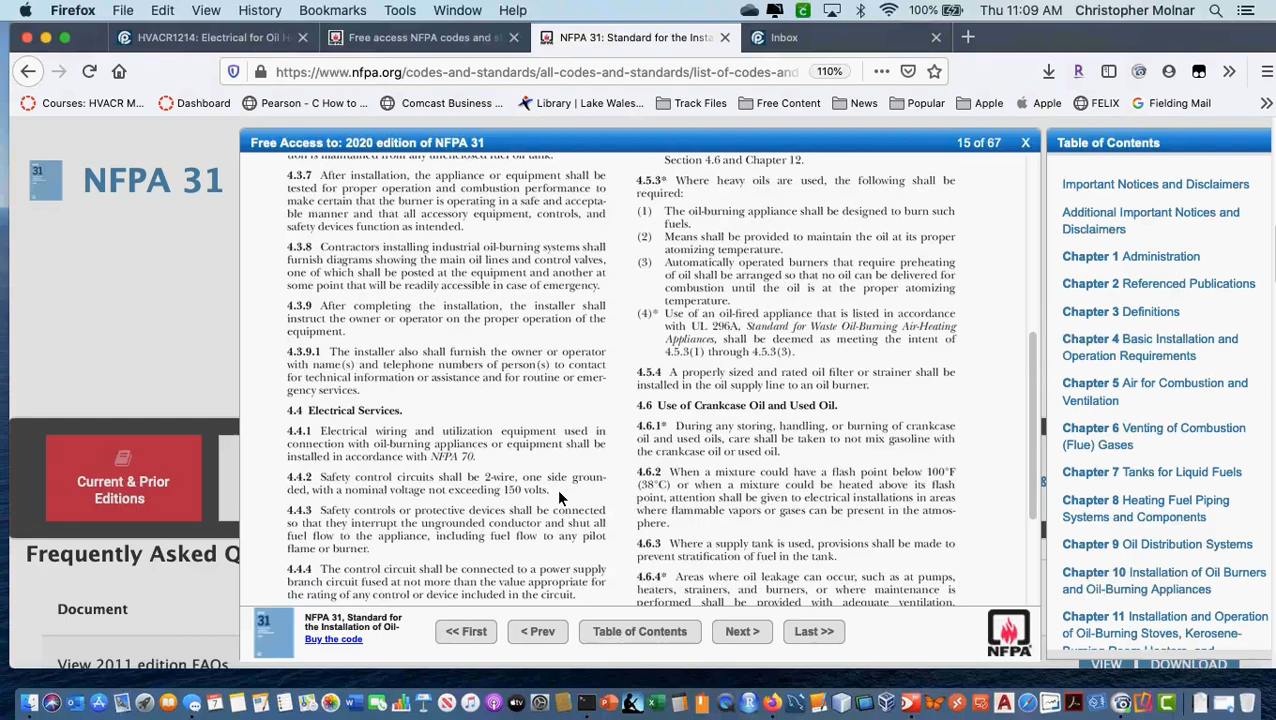 Firefox File Edit View History Bookmarks Tools Window Help 100% Thu 11:09 AM Christopher Molnar
HVACR1214: Electrical for Oil H
Free access NFPA codes and s
NFPA 31: Standard for the Insta
Inbox
https://www.nfpa.org/codes-and-standards/all-codes-and-standards/list-of-codes-and 110%
Courses: HVACR M... Dashboard Pearson - C How to ... Comcast Business ... Library | Lake Wales... Track Files Free Content News Popular Apple Apple FELIX Fielding Mail
NFPA 31
Current & Prior
Editions
Frequently Asked Q
Document
View 2011 edition FAQs
VIEW DOWNLOAD
Free Access to: 2020 edition of NFPA 31 15 of 67 X
tion is maintained from any unenclosed fuel oil tank.
4.3.7 After installation, the appliance or equipment shall be
tested for proper operation and combustion performance to
make certain that the burner is operating in a safe and accepta-
ble manner and that all accessory equipment, controls, and
safety devices function as intended.
4.3.8 Contractors installing industrial oil-burning systems shall
furnish diagrams showing the main oil lines and control valves,
one of which shall be posted at the equipment and another at
some point that will be readily accessible in case of emergency.
4.3.9 After completing the installation, the installer shall
instruct the owner or operator on the proper operation of the
equipment.
4.3.9.1 The installer also shall furnish the owner or operator
with name(s) and telephone numbers of person(s) to contact
for technical information or assistance and for routine or emer-
gency services.
4.4 Electrical Services.
4.4.1 Electrical wiring and utilization equipment used in
connection with oil-burning appliances or equipment shall be
installed in accordance with NFPA 70.
4.4.2 Safety control circuits shall be 2-wire, one side groun-
ded, with a nominal voltage not exceeding 150 volts.
4.4.3 Safety controls or protective devices shall be connected
so that they interrupt the ungrounded conductor and shut all
fuel flow to the appliance, including fuel flow to any pilot
flame or burner.
4.4.4 The control circuit shall be connected to a power supply
branch circuit fused at not more than the value appropriate for
the rating of any control or device included in the circuit.
Section 4.6 and Chapter 12.
4.5.3* Where heavy oils are used, the following shall be
required:
(1) The oil-burning appliance shall be designed to burn such
fuels.
(2) Means shall be provided to maintain the oil at its proper
atomizing temperature.
(3) Automatically operated burners that require preheating
of oil shall be arranged so that no oil can be delivered for
combustion until the oil is at the proper atomizing
temperature.
(4)* Use of an oil-fired appliance that is listed in accordance
with UL 296A, Standard for Waste Oil-Burning Air-Heating
Appliances, shall be deemed as meeting the intent of
4.5.3(1) through 4.5.3(3).
4.5.4 A properly sized and rated oil filter or strainer shall be
installed in the oil supply line to an oil burner.
4.6 Use of Crankcase Oil and Used Oil.
4.6.1* During any storing, handling, or burning of crankcase
oil and used oils, care shall be taken to not mix gasoline with
the crankcase oil or used oil.
4.6.2 When a mixture could have a flash point below 100°F
(38°C) or when a mixture could be heated above its flash
point, attention shall be given to electrical installations in areas
where flammable vapors or gases can be present in the atmos-
phere.
4.6.3 Where a supply tank is used, provisions shall be made to
prevent stratification of fuel in the tank.
4.6.4* Areas where oil leakage can occur, such as at pumps,
heaters, strainers, and burners, or where maintenance is
performed shall be provided with adequate ventilation,
31
NFPA 31, Standard for
the Installation of Oil-
Buy the code
<< First
< Prev
Table of Contents
Next >
Last >>
NFPA
Table of Contents
Important Notices and Disclaimers
Additional Important Notices and
Disclaimers
Chapter 1 Administration
Chapter 2 Referenced Publications
Chapter 3 Definitions
Chapter 4 Basic Installation and
Operation Requirements
Chapter 5 Air for Combustion and
Ventilation
Chapter 6 Venting of Combustion
(Flue) Gases
Chapter 7 Tanks for Liquid Fuels
Chapter 8 Heating Fuel Piping
Systems and Components
Chapter 9 Oil Distribution Systems
Chapter 10 Installation of Oil Burners
and Oil-Burning Appliances
Chapter 11 Installation and Operation
of Oil-Burning Stoves, Kerosene-
Burning Room Heaters, and